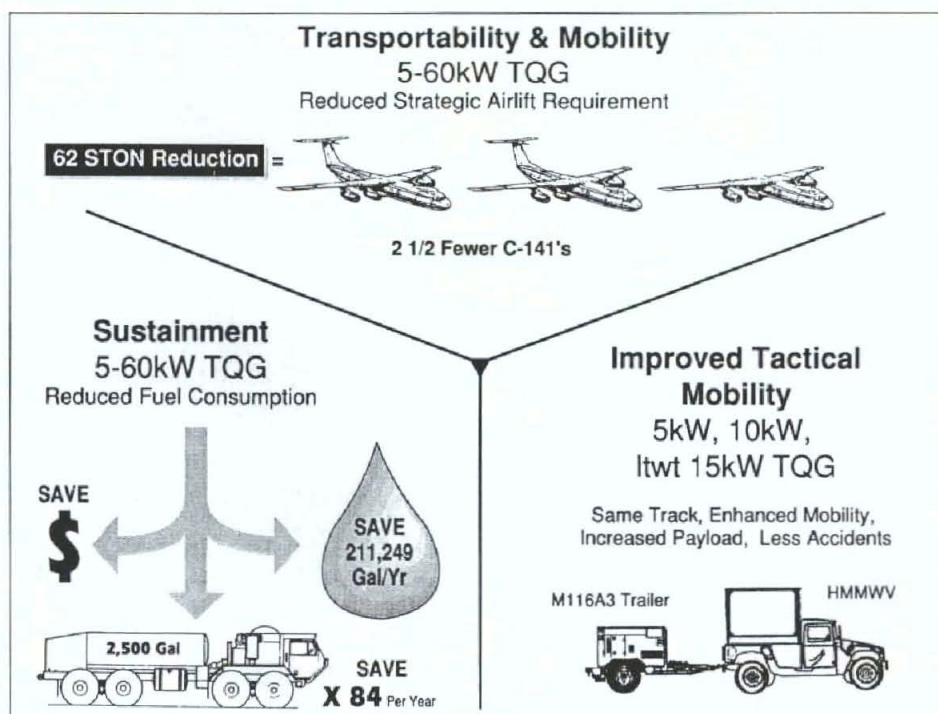 Transportability & Mobility
5-60kW TQG
Reduced Strategic Airlift Requirement
62 STON Reduction =
2 1/2 Fewer C-141's
Sustainment
5-60kW TQG
Reduced Fuel Consumption
SAVE
$
SAVE
211,249
Gal/Yr
2,500 Gal
SAVE
X 84 Per Year
Improved Tactical
Mobility
5kW, 10kW,
ltwt 15kW TQG
Same Track, Enhanced Mobility,
Increased Payload, Less Accidents
M116A3 Trailer
HMMWV